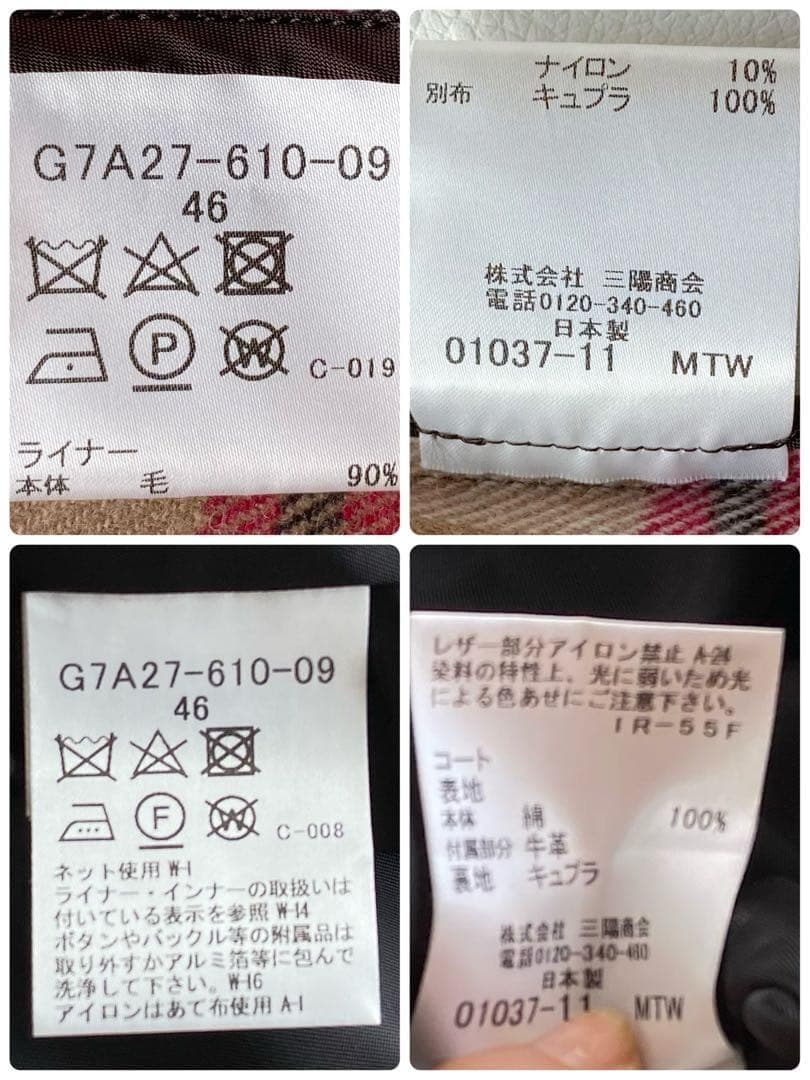 G7A27-610-09
46
P W C-019
ライナー
本体 毛 90%
ナイロン 10%
別布 キュプラ 100%
株式会社 三陽商会
電話0120-340-460
日本製
01037-11 MTW
G7A27-610-09
46
F W C-008
ネット使用 W-1
ライナー・インナーの取扱いは
付いている表示を参照 W-14
ボタンやバックル等の附属品は
取り外すかアルミ箔等に包んで
洗浄して下さい。W-16
アイロンはあて布使用 A-1
レザー部分アイロン禁止 A-24
染料の特性上、光に弱いため光
による色あせにご注意下さい。
IR-55F
コート
表地
本体 綿 100%
付属部分 牛革
裏地 キュプラ
株式会社 三陽商会
電話0120-340-460
日本製
01037-11 MTW